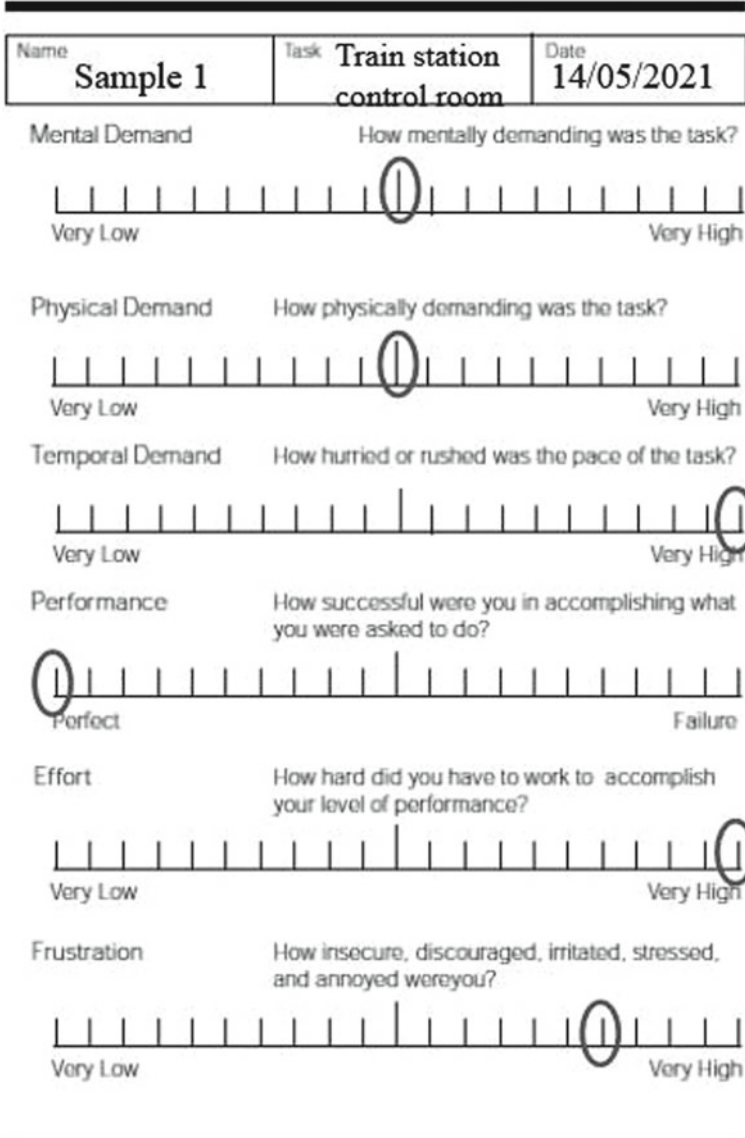 Name Task Train station Date
Sample 1 control room 14/05/2021
Mental Demand How mentally demanding was the task?
Very Low Very High
Physical Demand How physically demanding was the task?
Very Low Very High
Temporal Demand How hurried or rushed was the pace of the task?
Very Low Very High
Performance How successful were you in accomplishing what
you were asked to do?
Perfect Failure
Effort How hard did you have to work to accomplish
your level of performance?
Very Low Very High
Frustration How insecure, discouraged, irritated, stressed,
and annoyed wereyou?
Very Low Very High